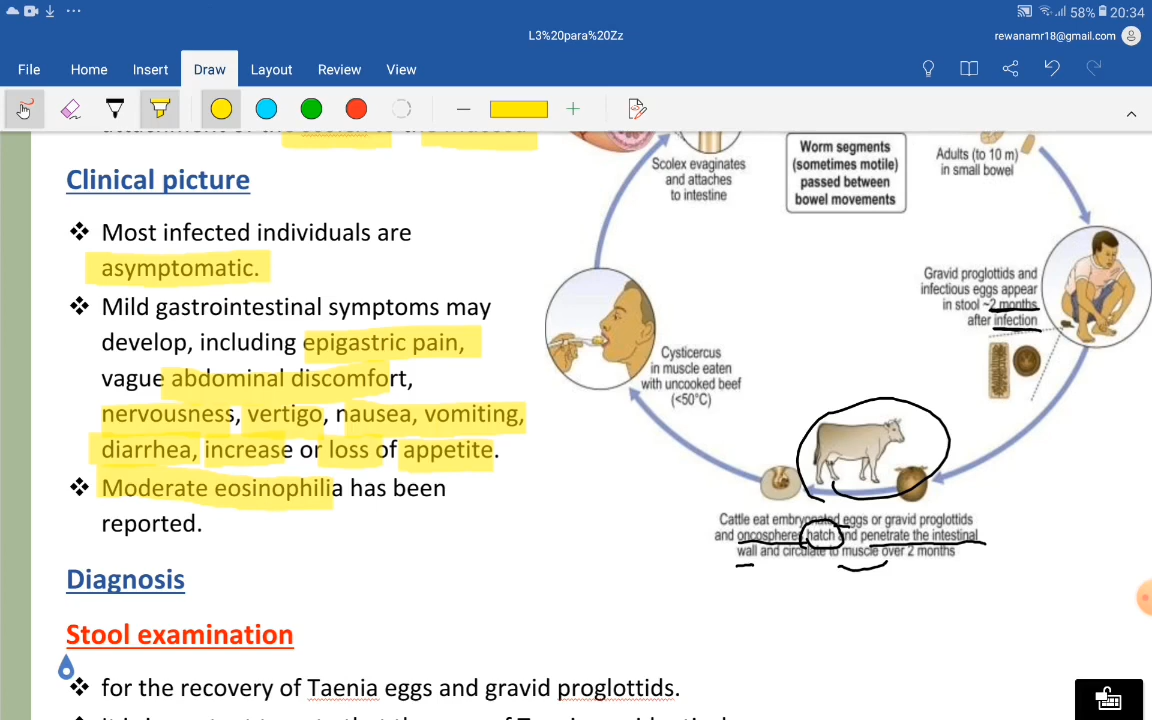 58% 20:34
L3%20para%20Zz
rewanamr18@gmail.com
File Home Insert Draw Layout Review View
Clinical picture
❖ Most infected individuals are
asymptomatic.
❖ Mild gastrointestinal symptoms may
develop, including epigastric pain,
vague abdominal discomfort,
nervousness, vertigo, nausea, vomiting,
diarrhea, increase or loss of appetite.
❖ Moderate eosinophilia has been
reported.
Diagnosis
Stool examination
❖ for the recovery of Taenia eggs and gravid proglottids.
Scolex evaginates
and attaches
to intestine
Worm segments
(sometimes motile)
passed between
bowel movements
Adults (to 10 m)
in small bowel
Gravid proglottids and
infectious eggs appear
in stool ~2 months
after infection
Cysticercus
in muscle eaten
with uncooked beef
(<50°C)
Cattle eat embryonated eggs or gravid proglottids
and oncospheres hatch and penetrate the intestinal
wall and circulate to muscle over 2 months